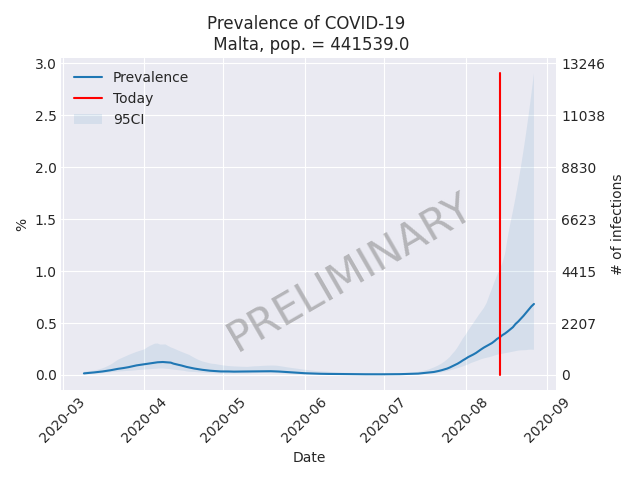 Prevalence of COVID-19
Malta, pop. = 441539.0
Prevalence
Today
95CI
3.0
2.5
2.0
1.5
1.0
0.5
0.0
%
13246
11038
8830
6623
4415
2207
0
# of infections
PRELIMINARY
2020-03
2020-04
2020-05
2020-06
2020-07
2020-08
2020-09
Date